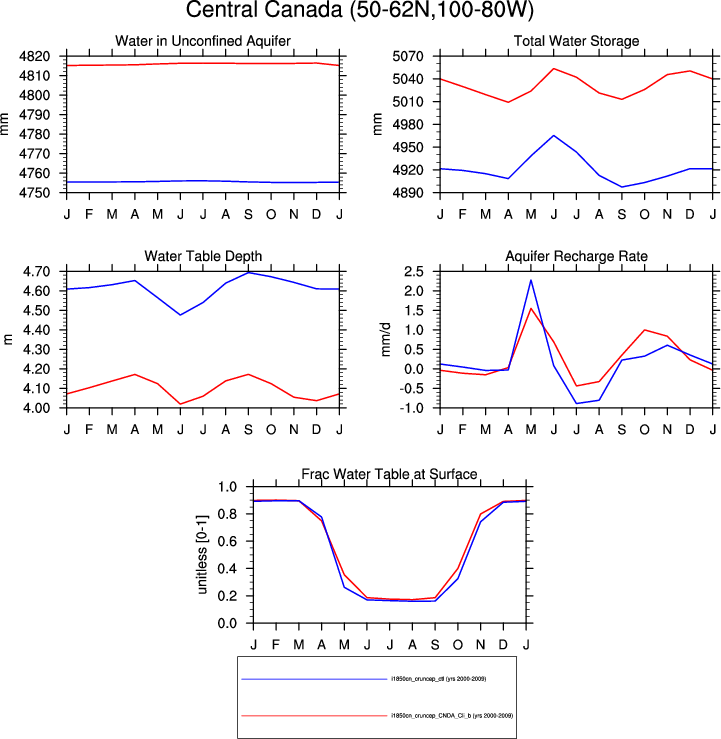 Central Canada (50-62N,100-80W)
Water in Unconfined Aquifer
4820
4810
4800
4790
4780
4770
4760
4750
mm
J F M A M J J A S O N D J
Total Water Storage
5070
5040
5010
4980
4950
4920
4890
mm
J F M A M J J A S O N D J
Water Table Depth
4.70
4.60
4.50
4.40
4.30
4.20
4.10
4.00
m
J F M A M J J A S O N D J
Aquifer Recharge Rate
2.5
2.0
1.5
1.0
0.5
0.0
-0.5
-1.0
mm/d
J F M A M J J A S O N D J
Frac Water Table at Surface
1.0
0.8
0.6
0.4
0.2
0.0
unitless [0-1]
J F M A M J J A S O N D J
i1850cn_cruncep_ctl (yrs 2000-2009)
i1850cn_cruncep_CNDA_Cli_b (yrs 2000-2009)